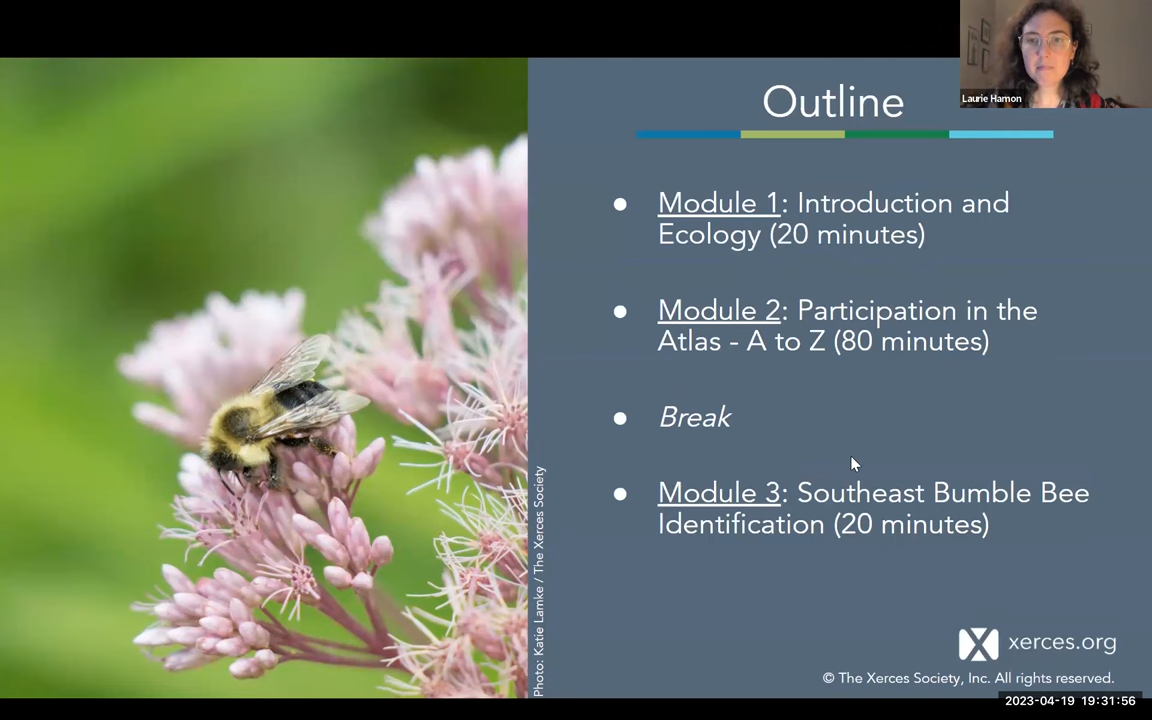 Laurie Hamon
Outline
● Module 1: Introduction and
Ecology (20 minutes)
● Module 2: Participation in the
Atlas - A to Z (80 minutes)
● Break
● Module 3: Southeast Bumble Bee
Identification (20 minutes)
Photo: Katie Lamke / The Xerces Society
xerces.org
© The Xerces Society, Inc. All rights reserved.
2023-04-19 19:31:56